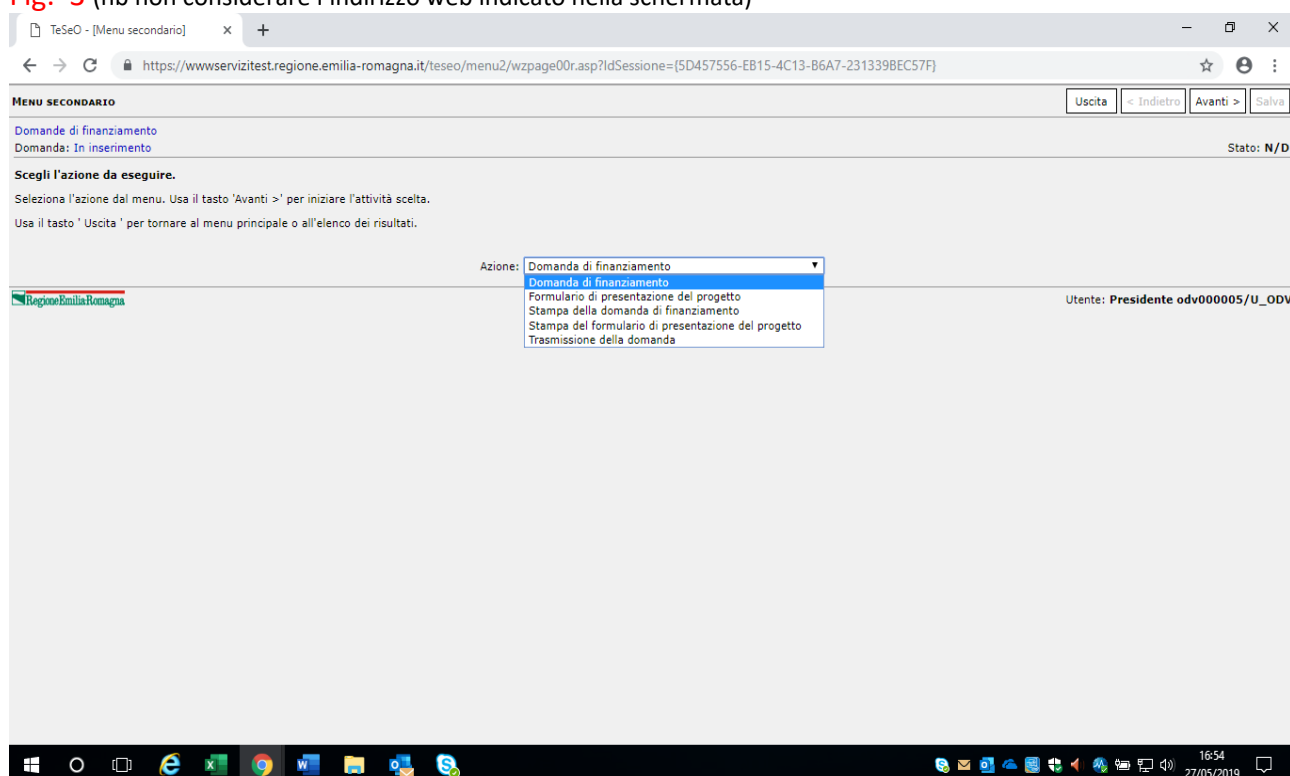 Fig. 5 (nb non considerare l'indirizzo web indicato nella schermata)
TeSeO - [Menu secondario]
https://wwwservizitest.regione.emilia-romagna.it/teseo/menu2/wzpage00r.asp?IdSessione={5D457556-EB15-4C13-B6A7-231339BEC57F}
MENU SECONDARIO Uscita < Indietro Avanti > Salva
Domande di finanziamento
Domanda: In inserimento Stato: N/D
Scegli l'azione da eseguire.
Seleziona l'azione dal menu. Usa il tasto 'Avanti >' per iniziare l'attività scelta.
Usa il tasto ' Uscita ' per tornare al menu principale o all'elenco dei risultati.
Azione: Domanda di finanziamento
Domanda di finanziamento
Formulario di presentazione del progetto
Stampa della domanda di finanziamento
Stampa del formulario di presentazione del progetto
Trasmissione della domanda
RegioneEmiliaRomagna Utente: Presidente odv000005/U_ODV
16:54
27/05/2019